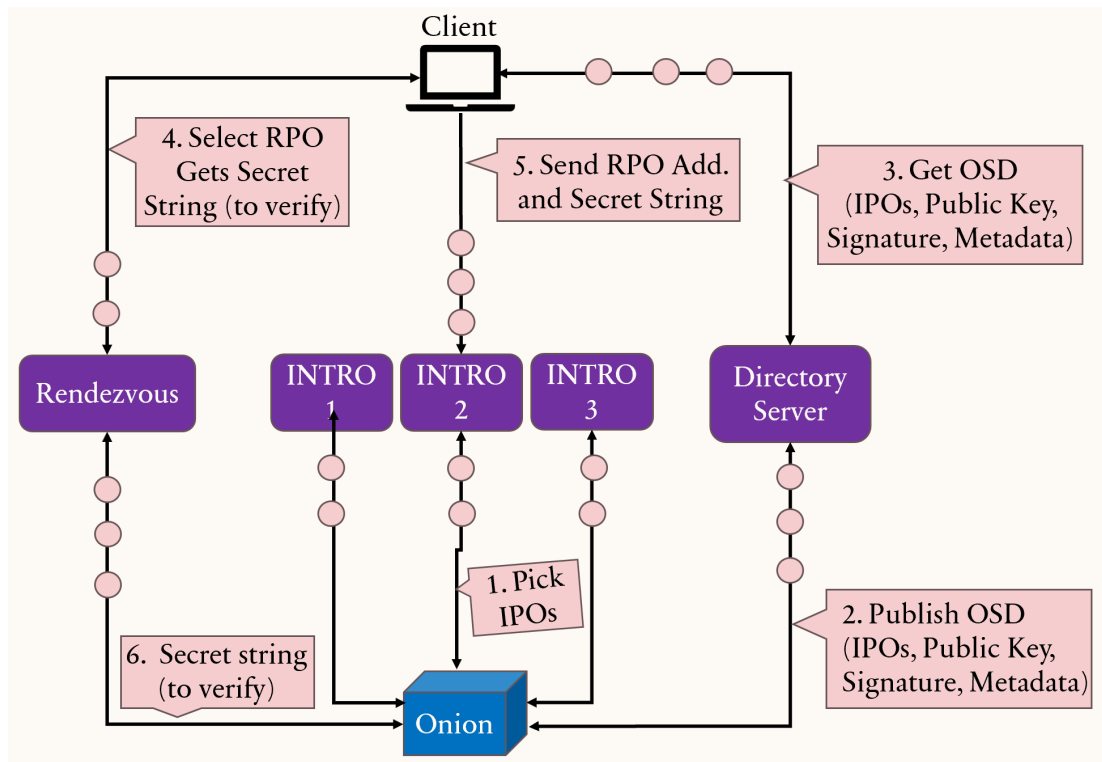 Client
4. Select RPO
Gets Secret
String (to verify)
5. Send RPO Add.
and Secret String
3. Get OSD
(IPOs, Public Key,
Signature, Metadata)
Rendezvous
INTRO
1
INTRO
2
INTRO
3
Directory
Server
1. Pick
IPOs
2. Publish OSD
(IPOs, Public Key,
Signature, Metadata)
6. Secret string
(to verify)
Onion